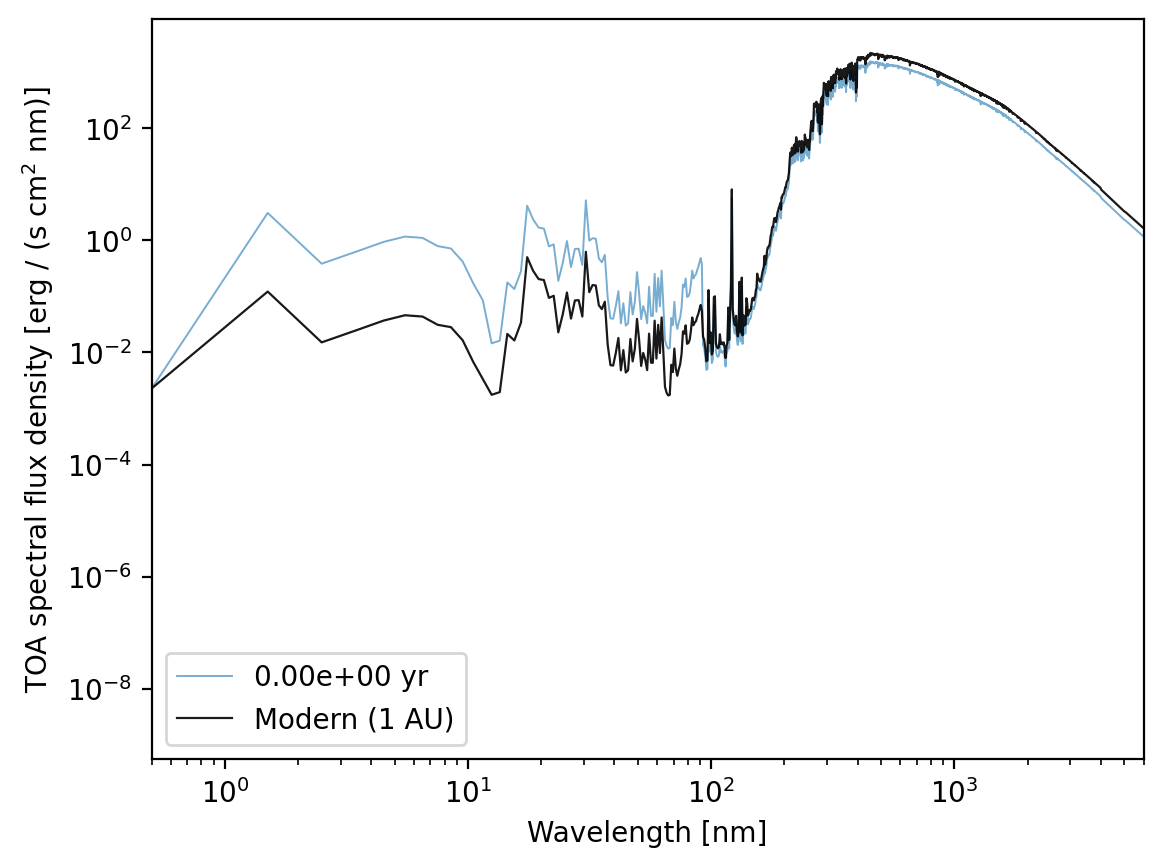 TOA spectral flux density [erg / (s cm² nm)]
10²
10⁰
10⁻²
10⁻⁴
10⁻⁶
10⁻⁸
0.00e+00 yr
Modern (1 AU)
10⁰ 10¹ 10² 10³
Wavelength [nm]